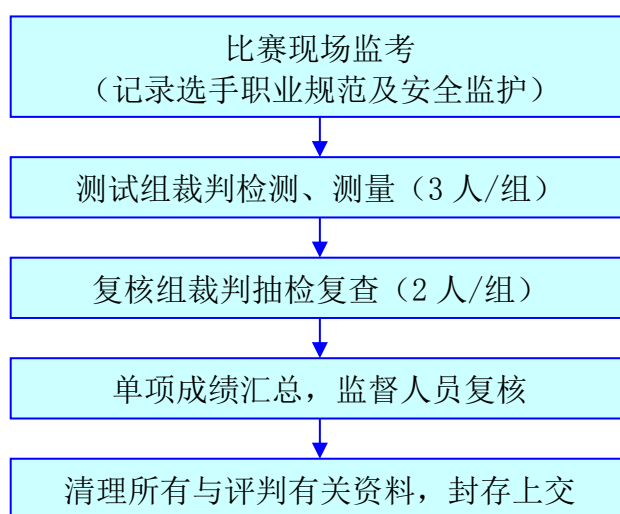 比赛现场监考
（记录选手职业规范及安全监护）
测试组裁判检测、测量（3 人/组）
复核组裁判抽检复查（2 人/组）
单项成绩汇总，监督人员复核
清理所有与评判有关资料，封存上交